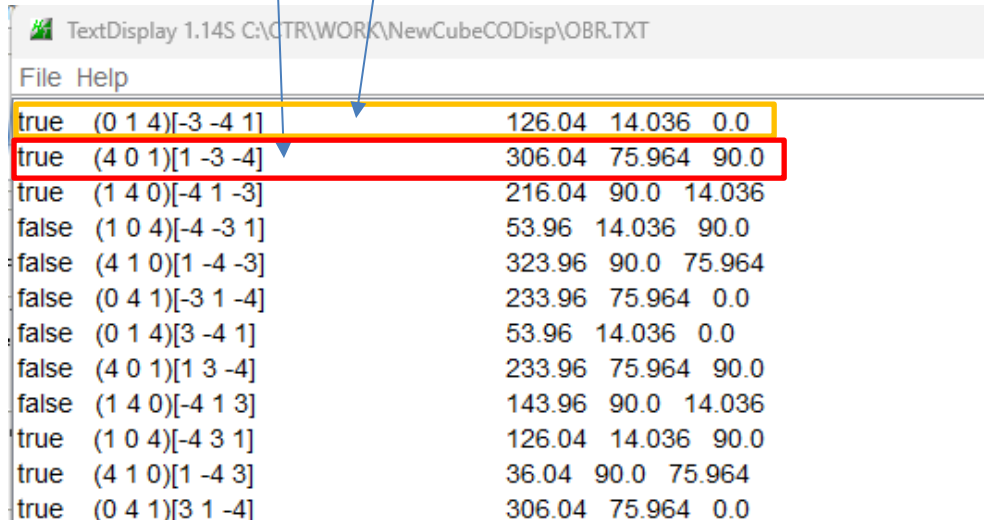 TextDisplay 1.14S C:\CTR\WORK\NewCubeCODisp\OBR.TXT
File Help
true (0 1 4)[-3 -4 1] 126.04 14.036 0.0
true (4 0 1)[1 -3 -4] 306.04 75.964 90.0
true (1 4 0)[-4 1 -3] 216.04 90.0 14.036
false (1 0 4)[-4 -3 1] 53.96 14.036 90.0
false (4 1 0)[1 -4 -3] 323.96 90.0 75.964
false (0 4 1)[-3 1 -4] 233.96 75.964 0.0
false (0 1 4)[3 -4 1] 53.96 14.036 0.0
false (4 0 1)[1 3 -4] 233.96 75.964 90.0
false (1 4 0)[-4 1 3] 143.96 90.0 14.036
true (1 0 4)[-4 3 1] 126.04 14.036 90.0
true (4 1 0)[1 -4 3] 36.04 90.0 75.964
true (0 4 1)[3 1 -4] 306.04 75.964 0.0